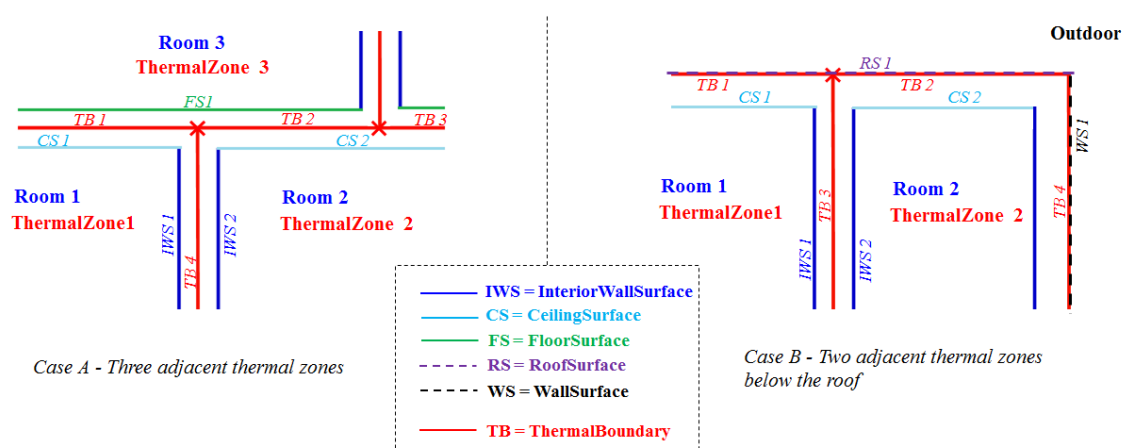 Room 3
ThermalZone 3
FS1
TB 1
TB 2
TB 3
CS 1
CS 2
Room 1
ThermalZone1
Room 2
ThermalZone 2
IWS 1
IWS 2
TB 4
Case A - Three adjacent thermal zones
Outdoor
RS 1
TB 1
TB 2
CS 1
CS 2
WS 1
Room 1
ThermalZone1
Room 2
ThermalZone 2
TB 3
TB 4
IWS 1
IWS 2
Case B - Two adjacent thermal zones
below the roof
IWS = InteriorWallSurface
CS = CeilingSurface
FS = FloorSurface
RS = RoofSurface
WS = WallSurface
TB = ThermalBoundary